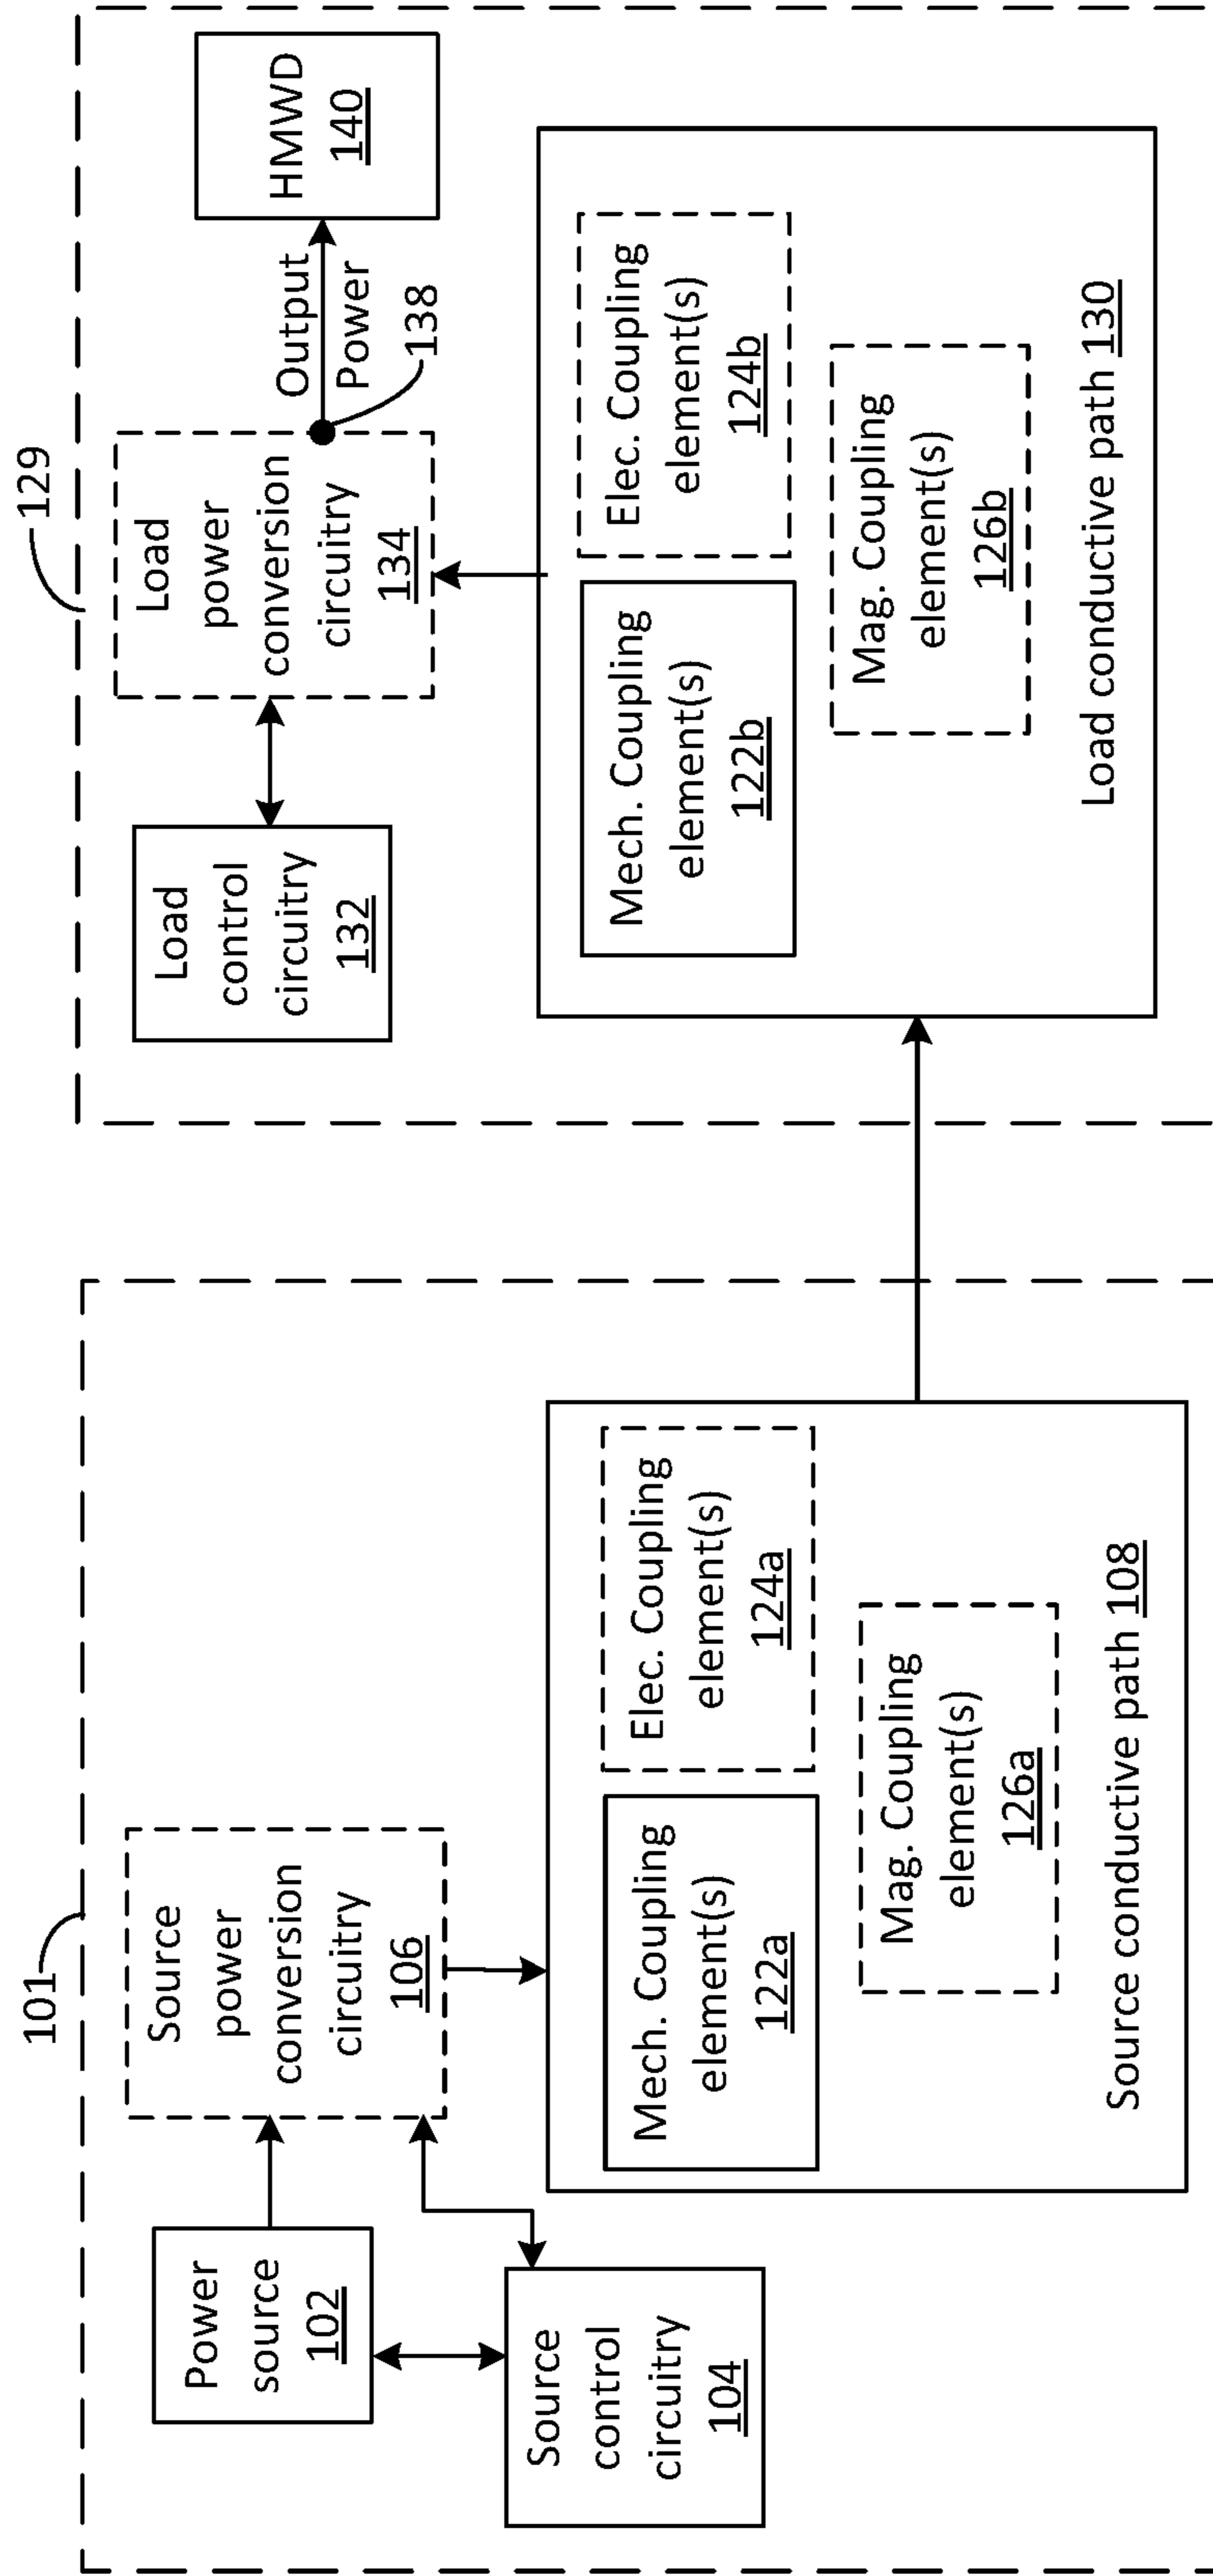 101
Power
source
102
Source
control
circuitry
104
Source
power
conversion
circuitry
106
Mech. Coupling
element(s)
122a
Elec. Coupling
element(s)
124a
Mag. Coupling
element(s)
126a
Source conductive path 108
129
Load
control
circuitry
132
Load
power
conversion
circuitry
134
Output
Power
138
HMWD
140
Mech. Coupling
element(s)
122b
Elec. Coupling
element(s)
124b
Mag. Coupling
element(s)
126b
Load conductive path 130